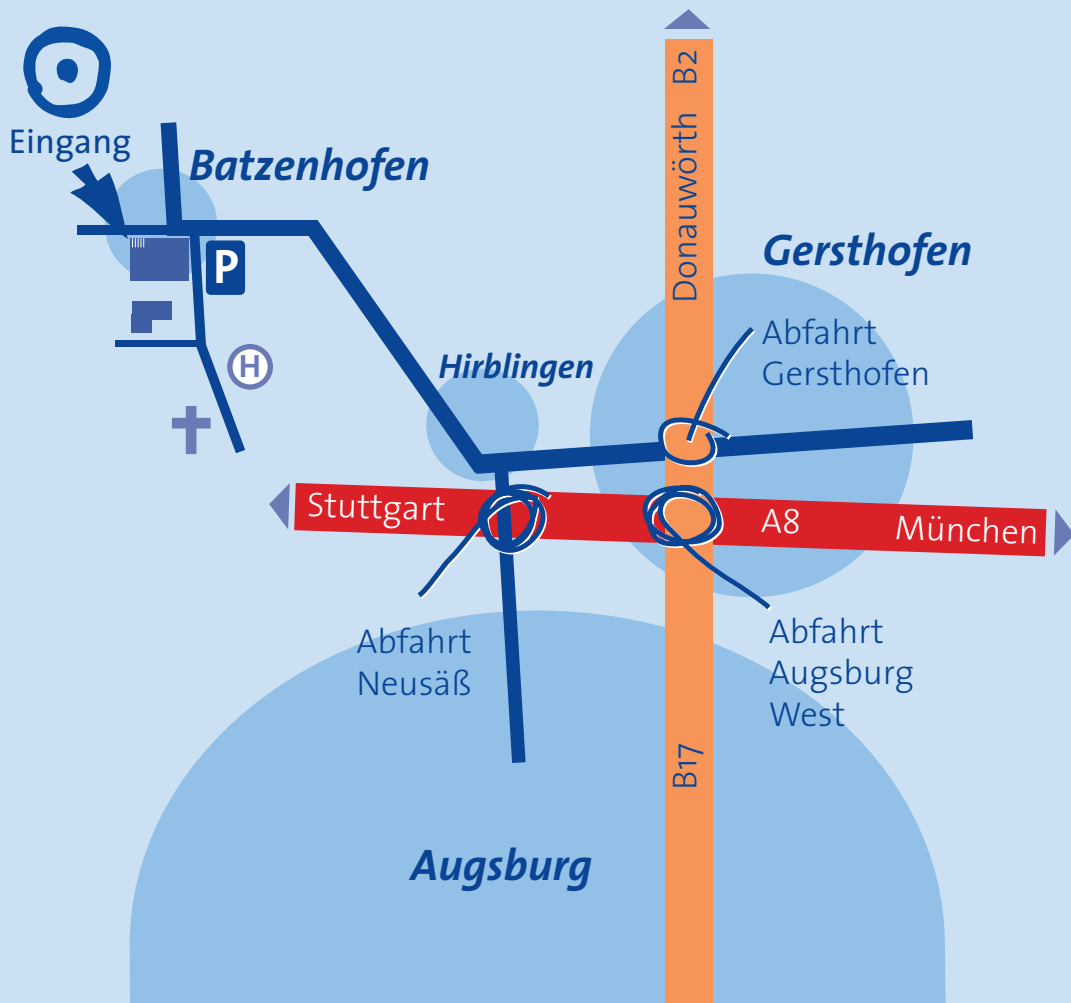 Eingang
Batzenhofen
P
H
Hirblingen
Donauwörth B2
Gersthofen
Abfahrt
Gersthofen
Stuttgart
A8
München
Abfahrt
Neusäß
Abfahrt
Augsburg
West
B17
Augsburg